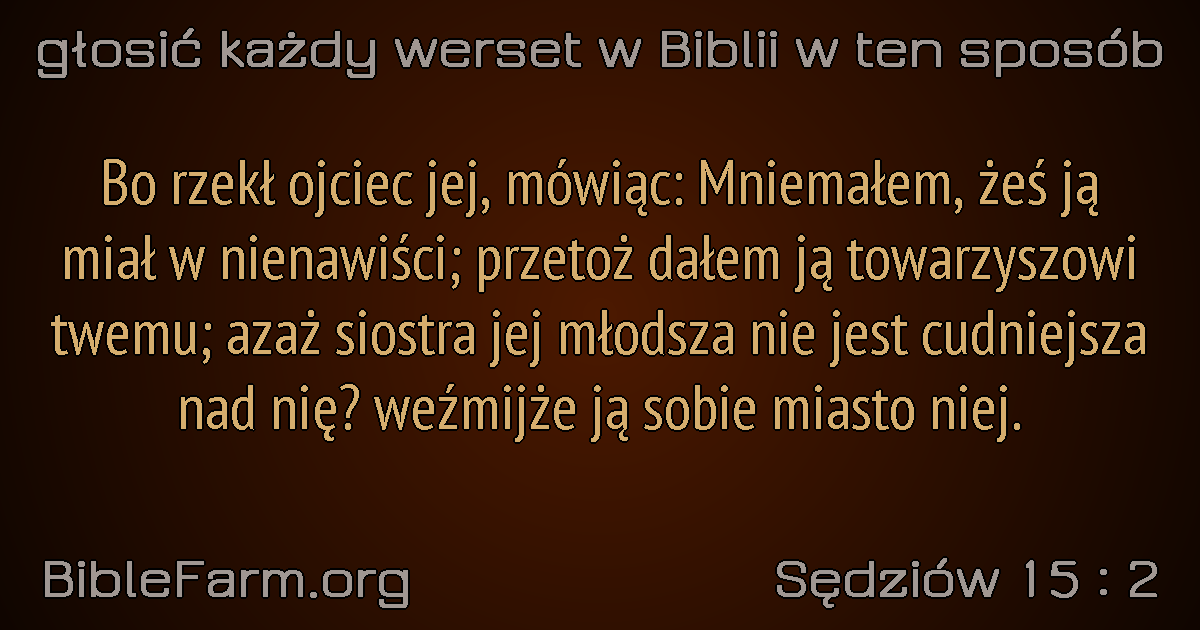 głosić każdy werset w Biblii w ten sposób
Bo rzekł ojciec jej, mówiąc: Mniemałem, żeś ją
miał w nienawiści; przetoż dałem ją towarzyszowi
twemu; azaż siostra jej młodsza nie jest cudniejsza
nad nię? weźmijże ją sobie miasto niej.
BibleFarm.org
Sędziów 15 : 2